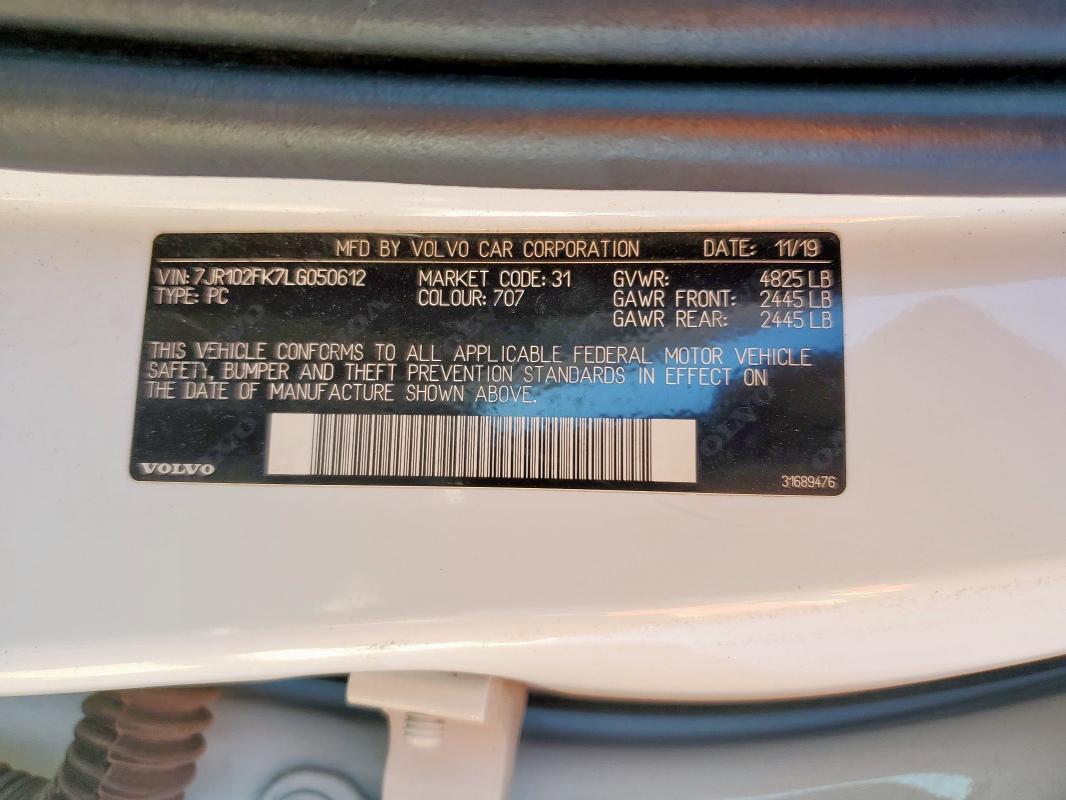 MFD BY VOLVO CAR CORPORATION DATE: 11/19
VIN: 7JR102FK7LG050612 MARKET CODE: 31 GVWR: 4825 LB
TYPE: PC COLOUR: 707 GAWR FRONT: 2445 LB
GAWR REAR: 2445 LB
THIS VEHICLE CONFORMS TO ALL APPLICABLE FEDERAL MOTOR VEHICLE
SAFETY, BUMPER AND THEFT PREVENTION STANDARDS IN EFFECT ON
THE DATE OF MANUFACTURE SHOWN ABOVE.
VOLVO 31689476